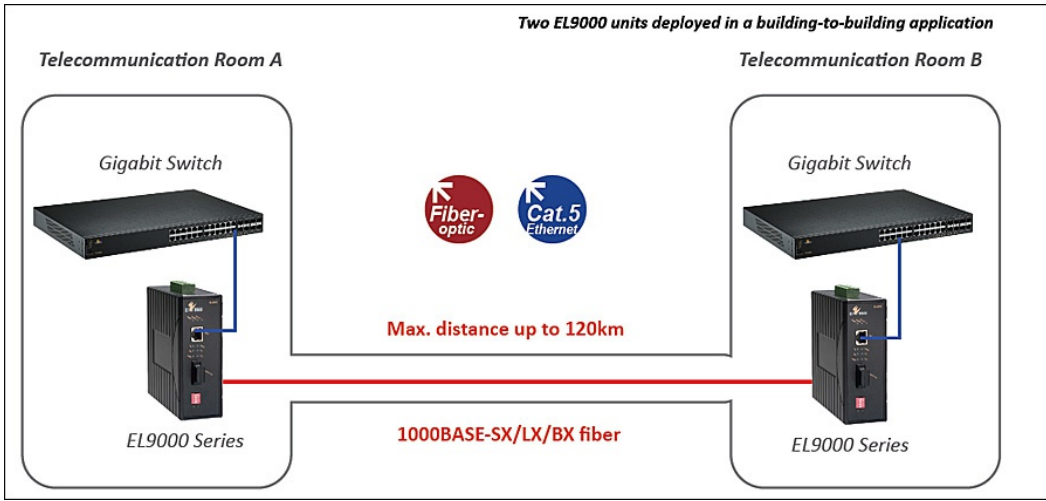 Two EL9000 units deployed in a building-to-building application
Telecommunication Room A
Telecommunication Room B
Gigabit Switch
Gigabit Switch
Fiber-
optic
Cat.5
Ethernet
Max. distance up to 120km
1000BASE-SX/LX/BX fiber
EL9000 Series
EL9000 Series